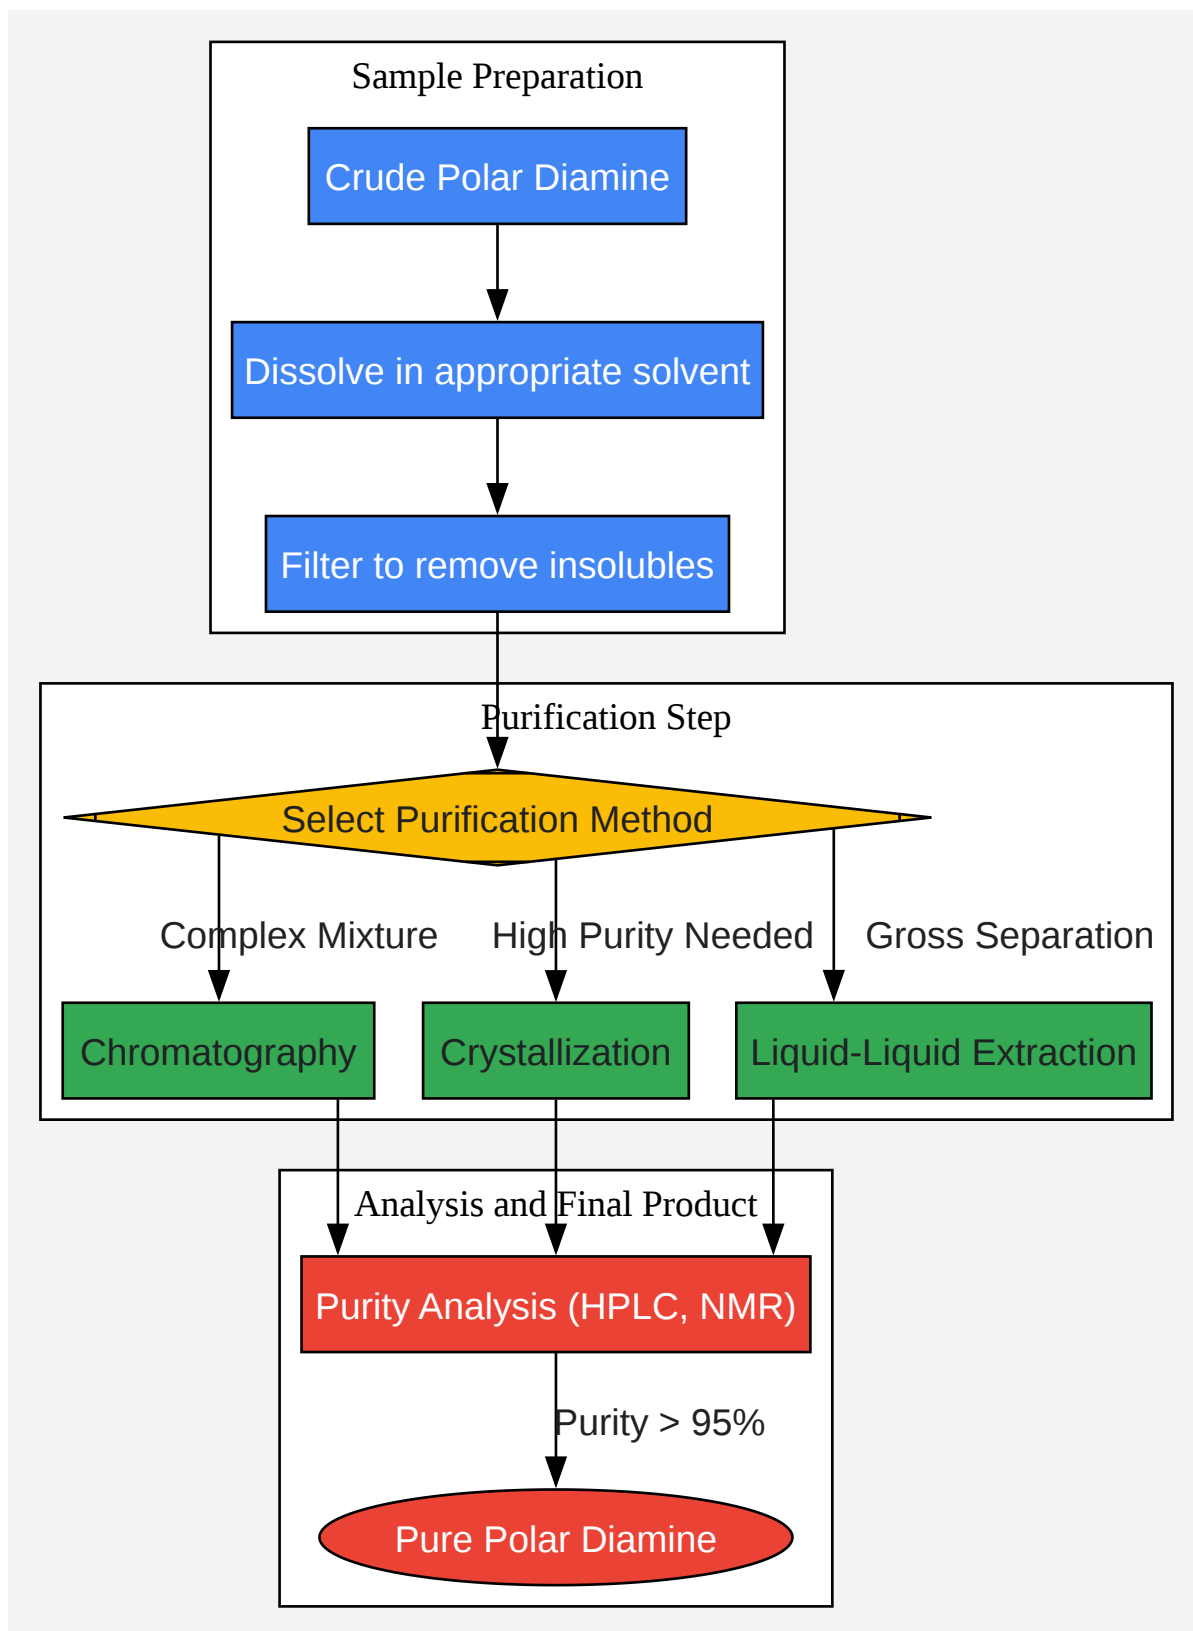 Sample Preparation
Crude Polar Diamine
Dissolve in appropriate solvent
Filter to remove insolubles
Purification Step
Select Purification Method
Complex Mixture
High Purity Needed
Gross Separation
Chromatography
Crystallization
Liquid-Liquid Extraction
Analysis and Final Product
Purity Analysis (HPLC, NMR)
Purity > 95%
Pure Polar Diamine